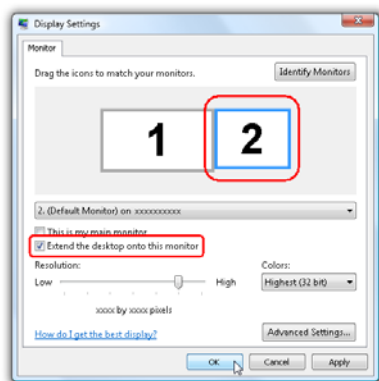 Display Settings
Monitor
Drag the icons to match your monitors.
Identify Monitors
1
2
2. (Default Monitor) on xxxxxxxxxx
This is my main monitor
Extend the desktop onto this monitor
Resolution:
Colors:
Low
High
Highest (32 bit)
xxxx by xxxx pixels
How do I get the best display?
Advanced Settings...
OK
Cancel
Apply